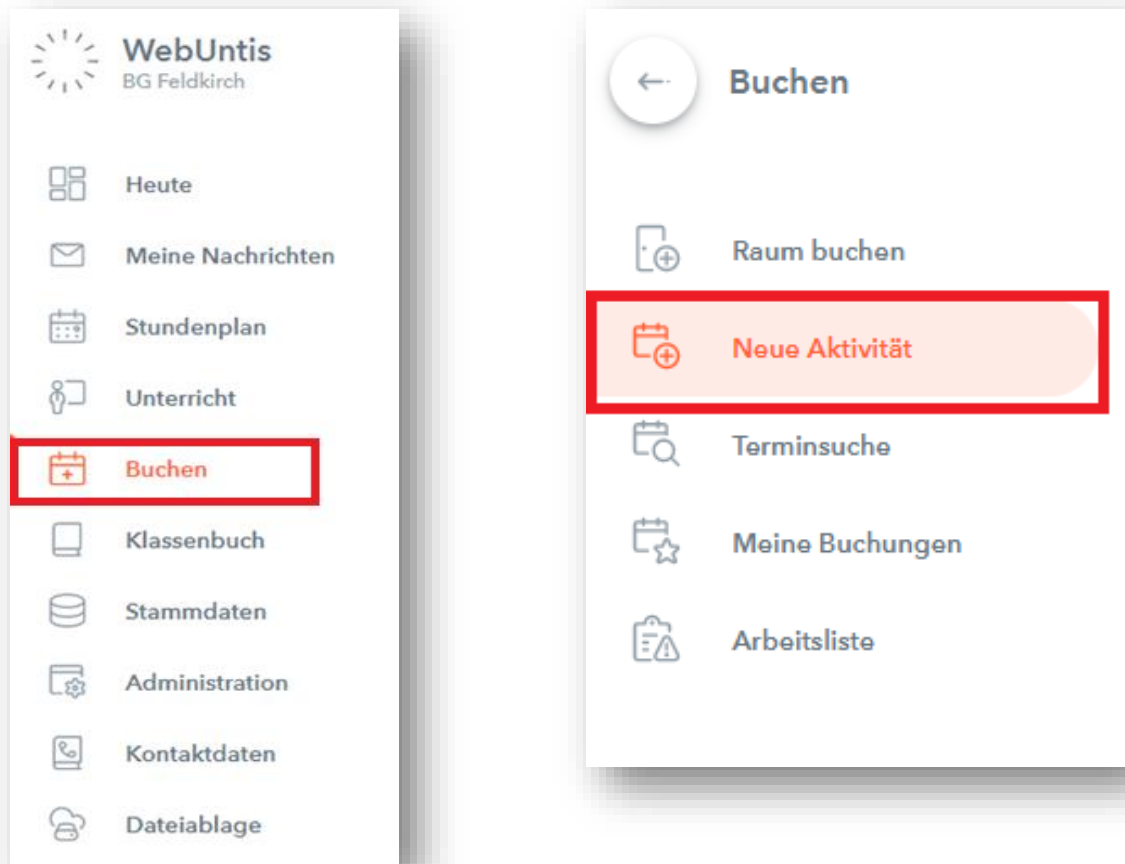 WebUntis
BG Feldkirch
Heute
Meine Nachrichten
Stundenplan
Unterricht
Buchen
Klassenbuch
Stammdaten
Administration
Kontaktdaten
Dateiablage
Buchen
Raum buchen
Neue Aktivität
Terminsuche
Meine Buchungen
Arbeitsliste